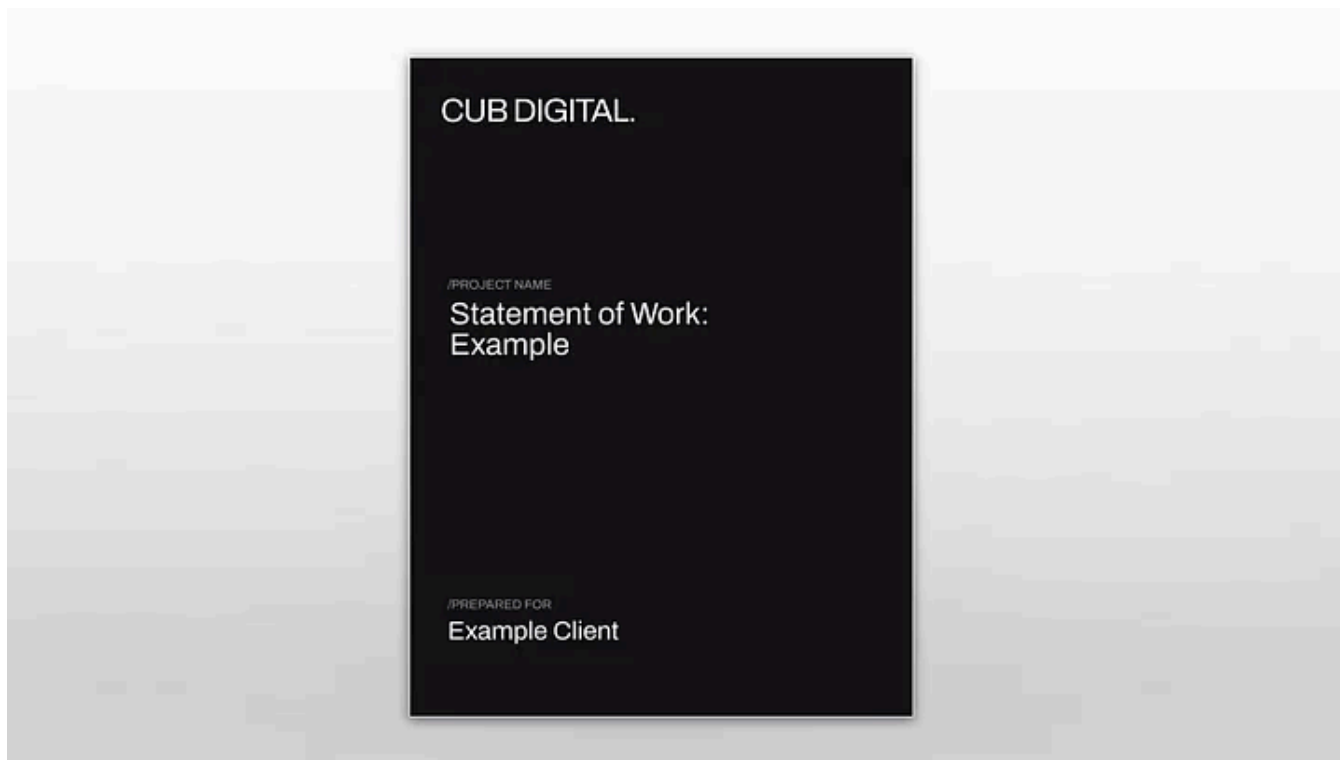 CUB DIGITAL.
/PROJECT NAME
Statement of Work:
Example
/PREPARED FOR
Example Client